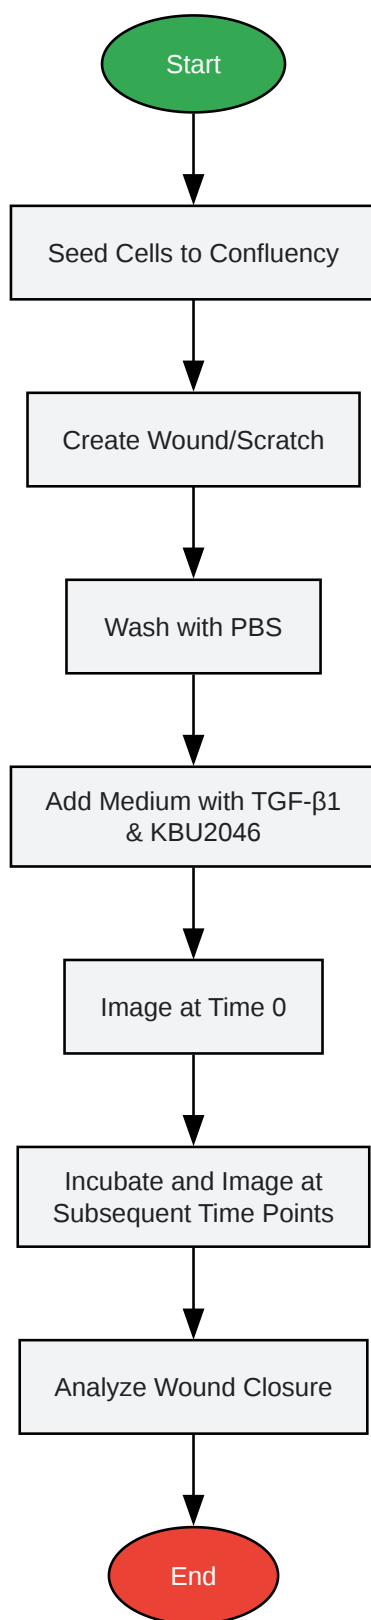 Start
Seed Cells to Confluency
Create Wound/Scratch
Wash with PBS
Add Medium with TGF-β1
& KBU2046
Image at Time 0
Incubate and Image at
Subsequent Time Points
Analyze Wound Closure
End